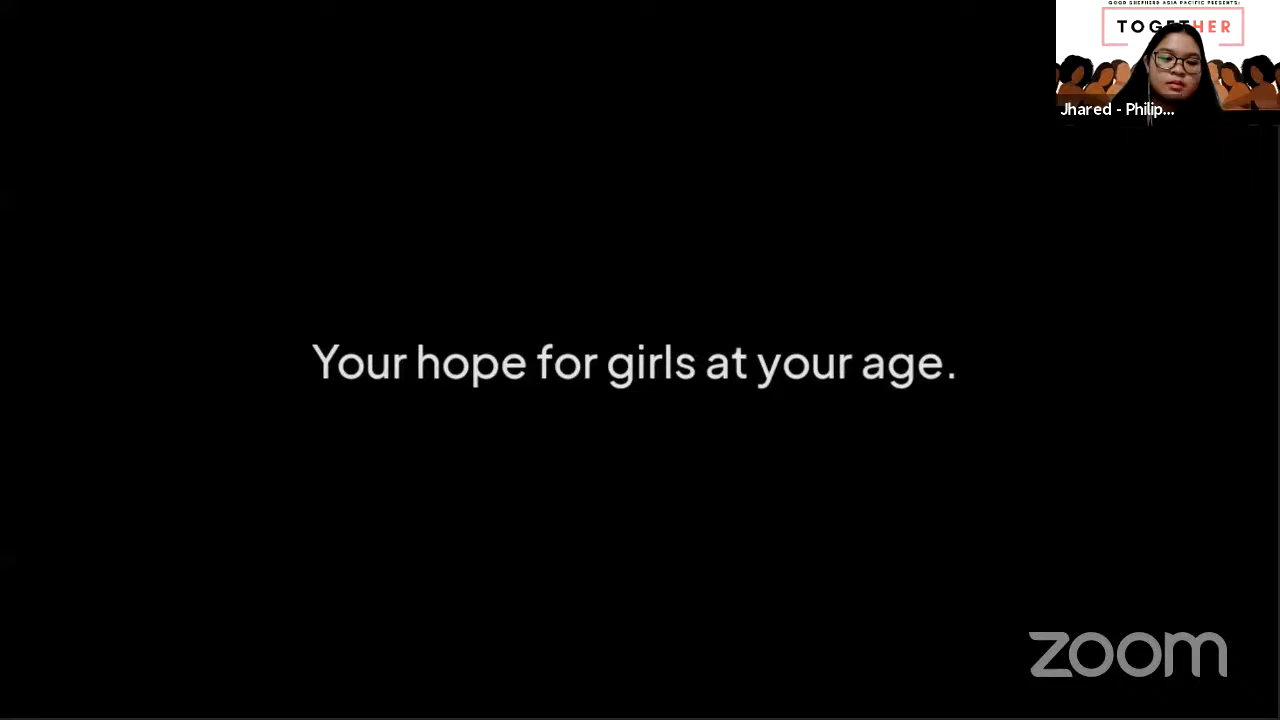 GOOD SHEPHERD ASIA PACIFIC PRESENTS:
TOGETHER
Jhared - Philip...
Your hope for girls at your age.
zoom